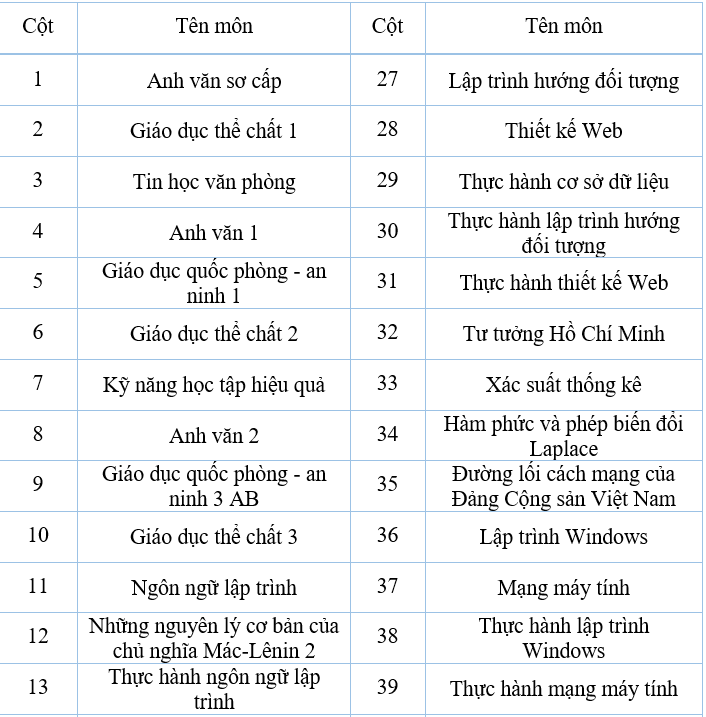 Cột Tên môn Cột Tên môn
1 Anh văn sơ cấp 27 Lập trình hướng đối tượng
2 Giáo dục thể chất 1 28 Thiết kế Web
3 Tin học văn phòng 29 Thực hành cơ sở dữ liệu
4 Anh văn 1 30 Thực hành lập trình hướng
đối tượng
5 Giáo dục quốc phòng - an
ninh 1 31 Thực hành thiết kế Web
6 Giáo dục thể chất 2 32 Tư tưởng Hồ Chí Minh
7 Kỹ năng học tập hiệu quả 33 Xác suất thống kê
8 Anh văn 2 34 Hàm phức và phép biến đổi
Laplace
9 Giáo dục quốc phòng - an
ninh 3 AB 35 Đường lối cách mạng của
Đảng Cộng sản Việt Nam
10 Giáo dục thể chất 3 36 Lập trình Windows
11 Ngôn ngữ lập trình 37 Mạng máy tính
12 Những nguyên lý cơ bản của
chủ nghĩa Mác-Lênin 2 38 Thực hành lập trình
Windows
13 Thực hành ngôn ngữ lập
trình 39 Thực hành mạng máy tính